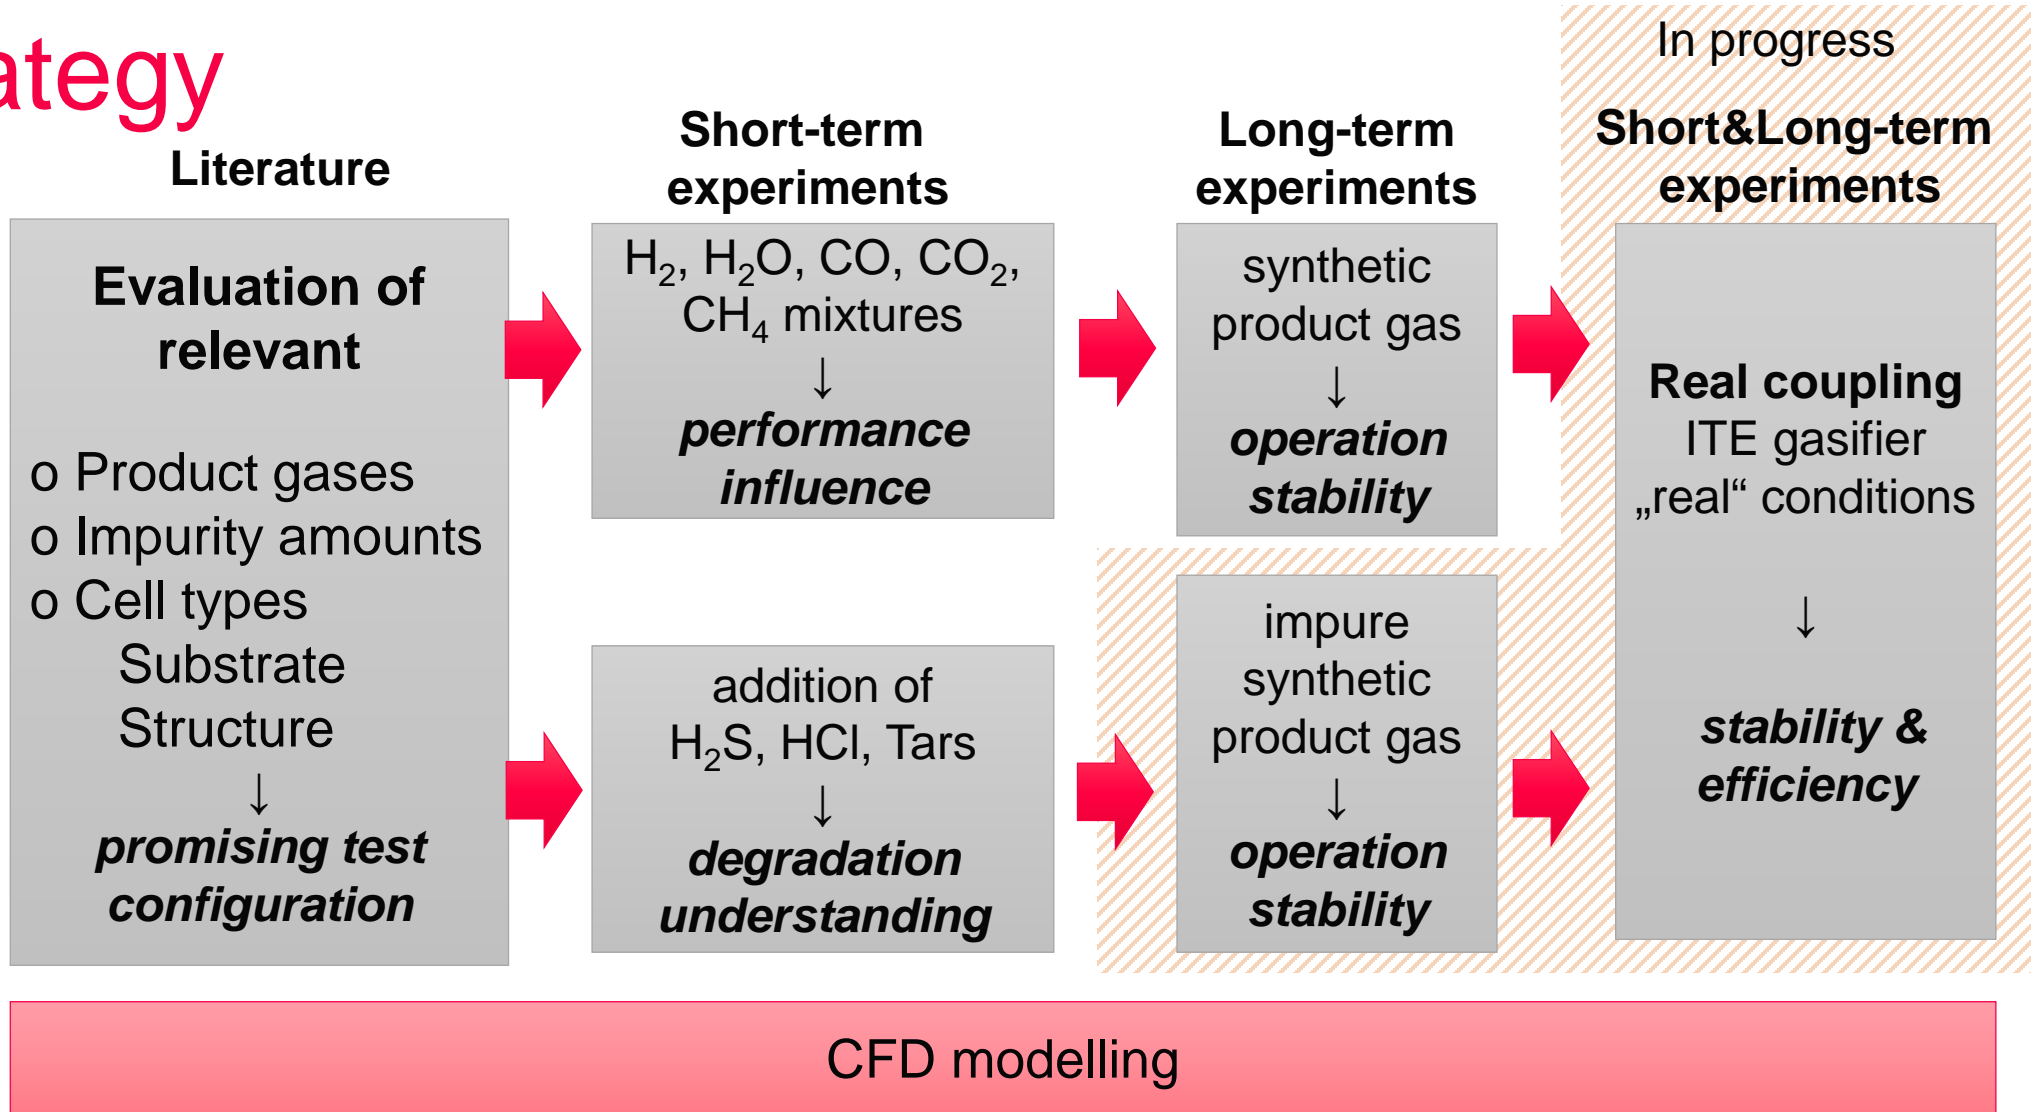 ategy
In progress
Literature
Short-term
experiments
Long-term
experiments
Short&Long-term
experiments
Evaluation of
relevant
o Product gases
o Impurity amounts
o Cell types
Substrate
Structure
↓
promising test
configuration
H₂, H₂O, CO, CO₂,
CH₄ mixtures
↓
performance
influence
addition of
H₂S, HCl, Tars
↓
degradation
understanding
synthetic
product gas
↓
operation
stability
impure
synthetic
product gas
↓
operation
stability
Real coupling
ITE gasifier
„real“ conditions
↓
stability &
efficiency
CFD modelling